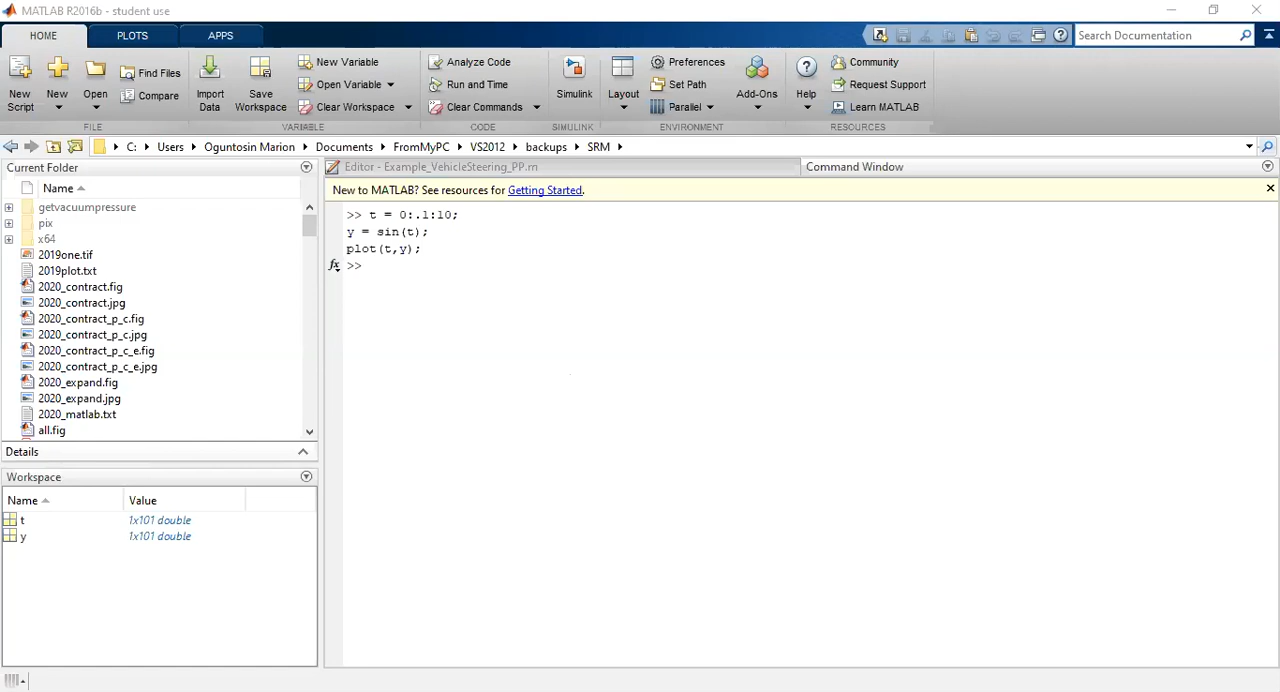 MATLAB R2016b - student use
HOME
PLOTS
APPS
Search Documentation
New Script
New
Open
Find Files
Compare
Import Data
Save Workspace
New Variable
Open Variable
Clear Workspace
Analyze Code
Run and Time
Clear Commands
Simulink
Layout
Preferences
Set Path
Parallel
Add-Ons
Help
Community
Request Support
Learn MATLAB
FILE
VARIABLE
CODE
SIMULINK
ENVIRONMENT
RESOURCES
C: Users Oguntosin Marion Documents FromMyPC VS2012 backups SRM
Current Folder
Name
getvacuumpressure
pix
x64
2019one.tif
2019plot.txt
2020_contract.fig
2020_contract.jpg
2020_contract_p_c.fig
2020_contract_p_c.jpg
2020_contract_p_c_e.fig
2020_contract_p_c_e.jpg
2020_expand.fig
2020_expand.jpg
2020_matlab.txt
all.fig
Details
Workspace
Name Value
t 1x101 double
y 1x101 double
Editor - Example_VehicleSteering_PP.m
Command Window
New to MATLAB? See resources for Getting Started.
>> t = 0:.1:10;
y = sin(t);
plot(t,y);
fx >>